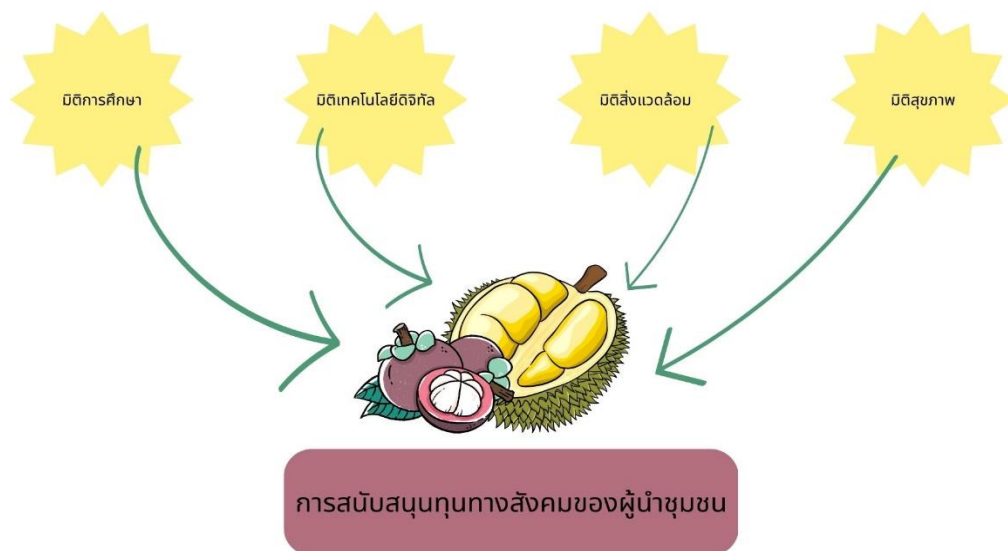 มิติการศึกษา
มิติเทคโนโลยีดิจิทัล
มิติสิ่งแวดล้อม
มิติสุขภาพ
การสนับสนุนทุนทางสังคมของผู้นำชุมชน